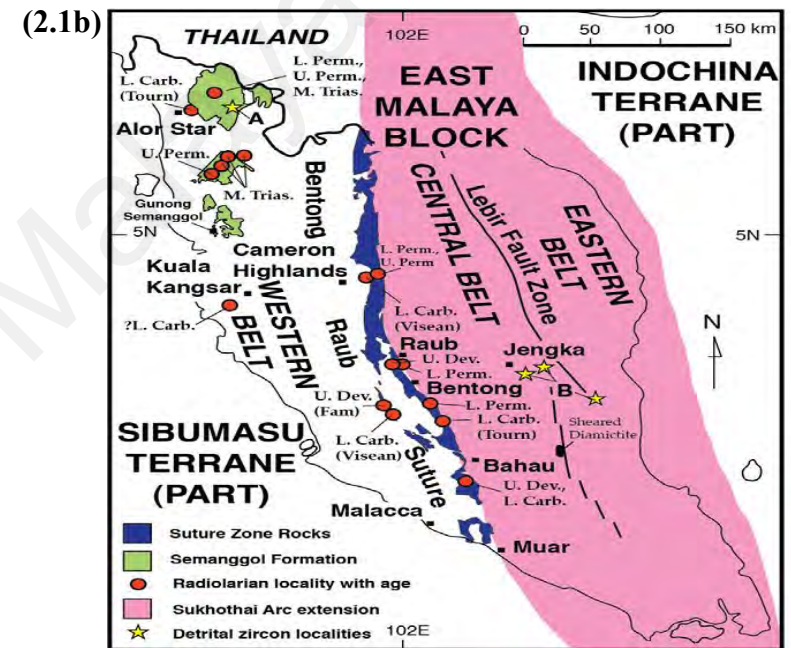 (2.1b)
THAILAND
102E
0 50 100 150 km
L. Perm.,
U. Perm.,
M. Trias.
L. Carb.
(Tourn)
A
Alor Star
EAST
MALAYA
BLOCK
INDOCHINA
TERRANE
(PART)
U. Perm.
M. Trias.
Gunong
Semanggol
5N
5N
Bentong
Raub
Suture
CENTRAL BELT
Lebir Fault Zone
EASTERN
BELT
Cameron
Highlands
L. Perm.,
U. Perm
Kuala
Kangsar
WESTERN
BELT
?L. Carb.
L. Carb.
(Visean)
N
Raub
U. Dev.
L. Perm.
Jengka
B
Bentong
U. Dev.
(Fam)
L. Perm.
L. Carb.
(Tourn)
Sheared
Diamictite
L. Carb.
(Visean)
SIBUMASU
TERRANE
(PART)
Bahau
U. Dev.,
L. Carb.
Malacca
Muar
Suture Zone Rocks
Semanggol Formation
Radiolarian locality with age
Sukhothai Arc extension
Detrital zircon localities
102E